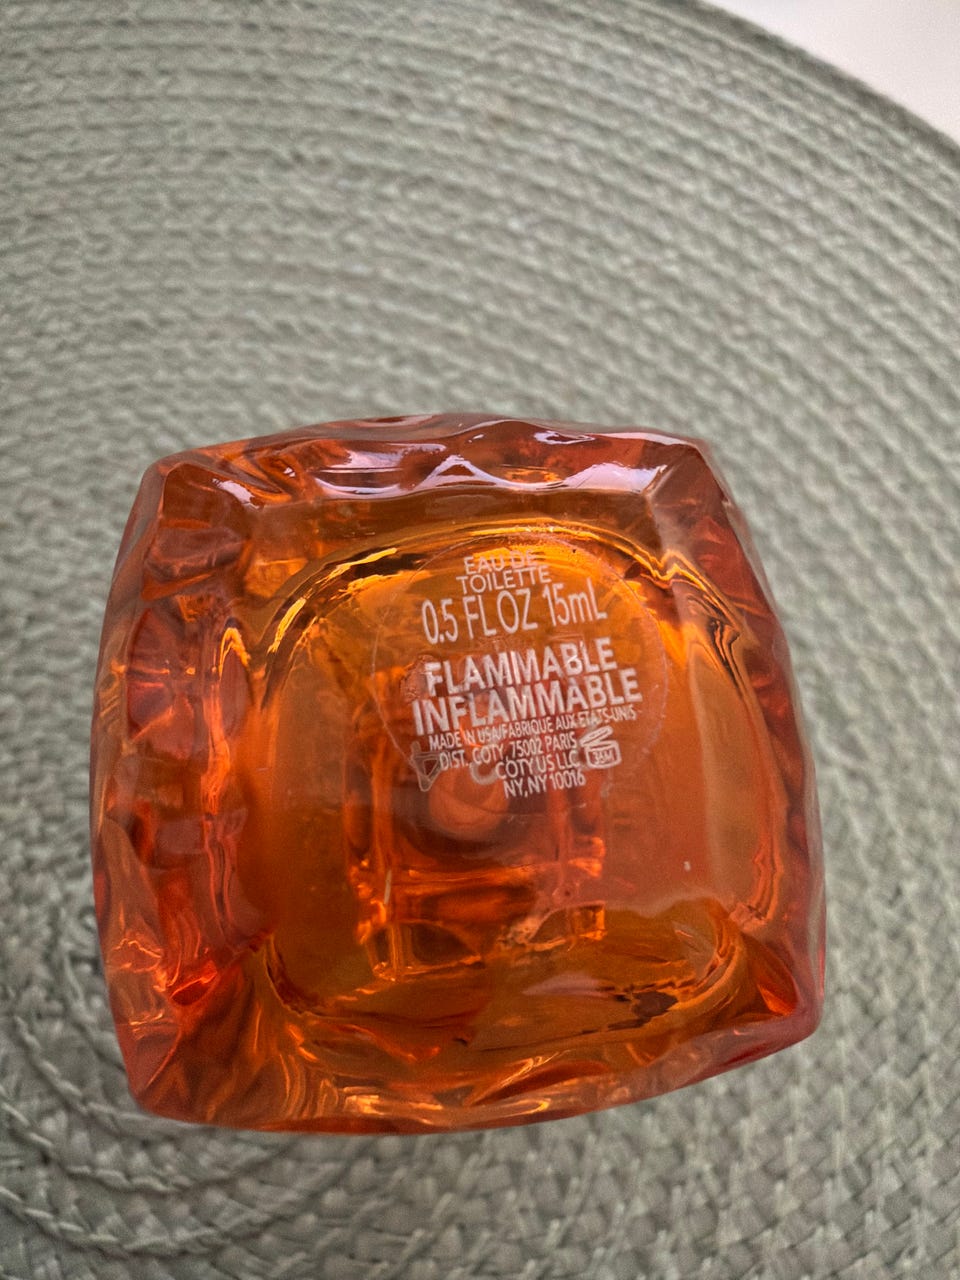 EAU DE
TOILETTE
0.5 FL OZ 15mL
FLAMMABLE
INFLAMMABLE
MADE IN USA/FABRIQUE AUX ETATS-UNIS
DIST. COTY, 75002 PARIS
COTY US LLC
NY, NY 10016
36M